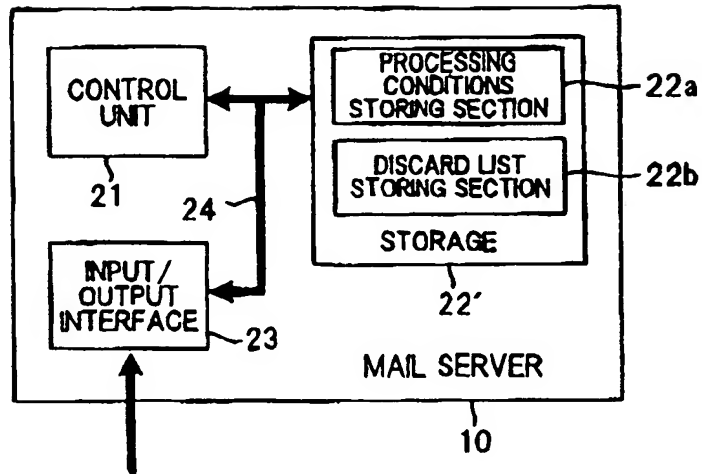 CONTROL
UNIT
21
PROCESSING
CONDITIONS
STORING SECTION
22a
DISCARD LIST
STORING SECTION
22b
STORAGE
22'
24
INPUT/
OUTPUT
INTERFACE
23
MAIL SERVER
10